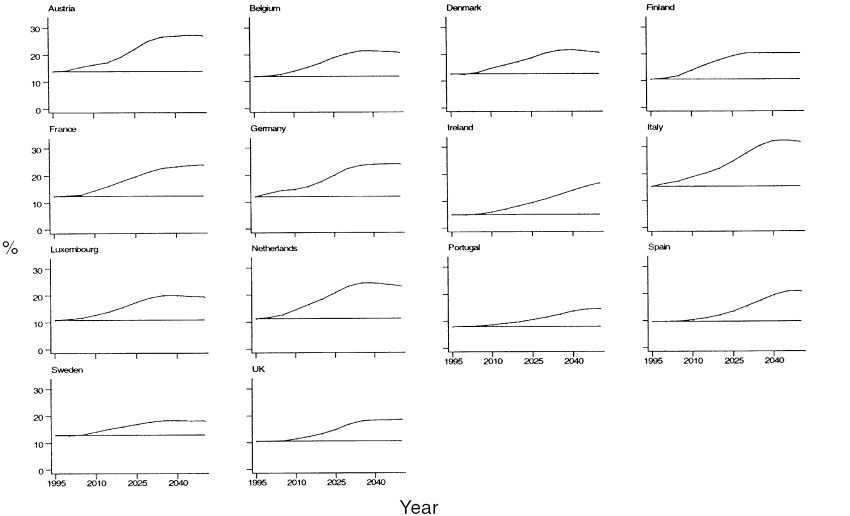 Austria
Belgium
Denmark
Finland
30
20
10
0
France
Germany
Ireland
Italy
30
20
10
0
%
Luxembourg
Netherlands
Portugal
Spain
30
20
10
0
1995 2010 2025 2040
1995 2010 2025 2040
Sweden
UK
30
20
10
0
1995 2010 2025 2040
1995 2010 2025 2040
Year